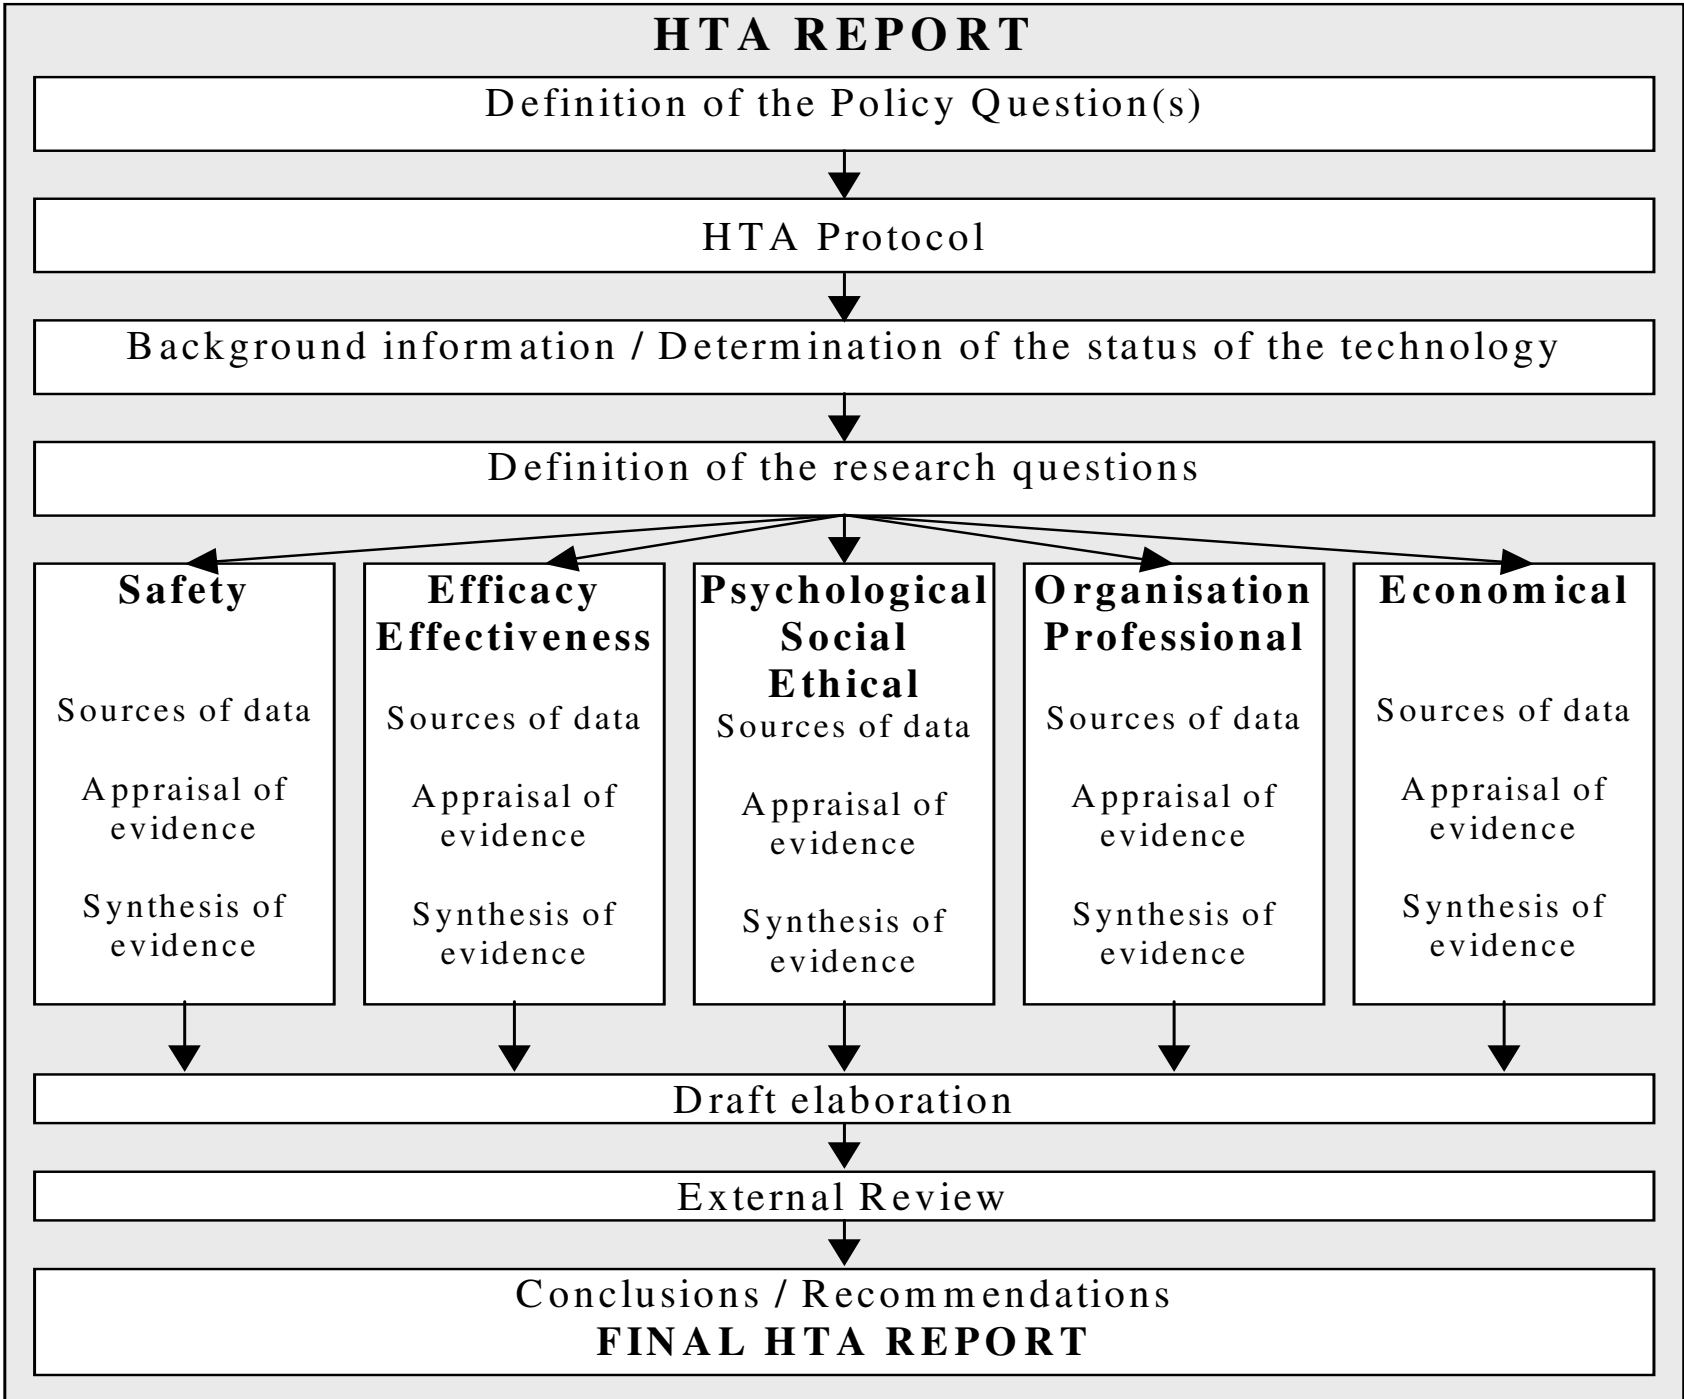 HTA REPORT
Definition of the Policy Question(s)
HTA Protocol
Background information / Determination of the status of the technology
Definition of the research questions
Safety
Sources of data
Appraisal of
evidence
Synthesis of
evidence
Efficacy
Effectiveness
Sources of data
Appraisal of
evidence
Synthesis of
evidence
Psychological
Social
Ethical
Sources of data
Appraisal of
evidence
Synthesis of
evidence
Organisation
Professional
Sources of data
Appraisal of
evidence
Synthesis of
evidence
Economical
Sources of data
Appraisal of
evidence
Synthesis of
evidence
Draft elaboration
External Review
Conclusions / Recommendations
FINAL HTA REPORT